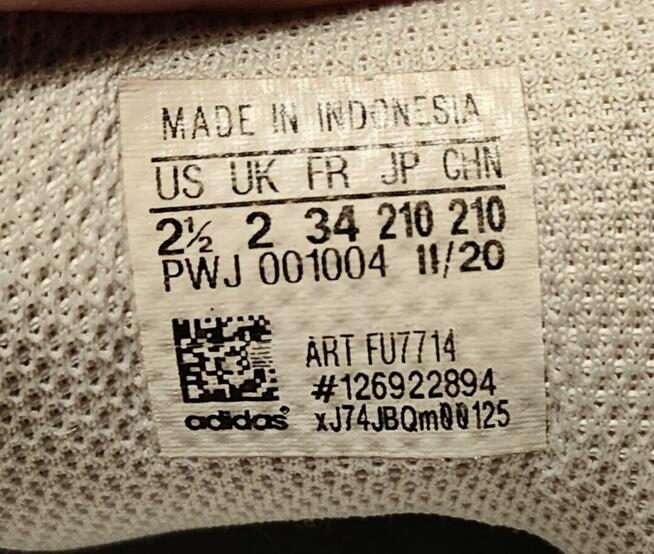 MADE IN INDONESIA
US UK FR JP CHN
2½ 2 34 210 210
PWJ 001004 11/20
ART FU7714
#126922894
adidas® xJ74JBQm00125